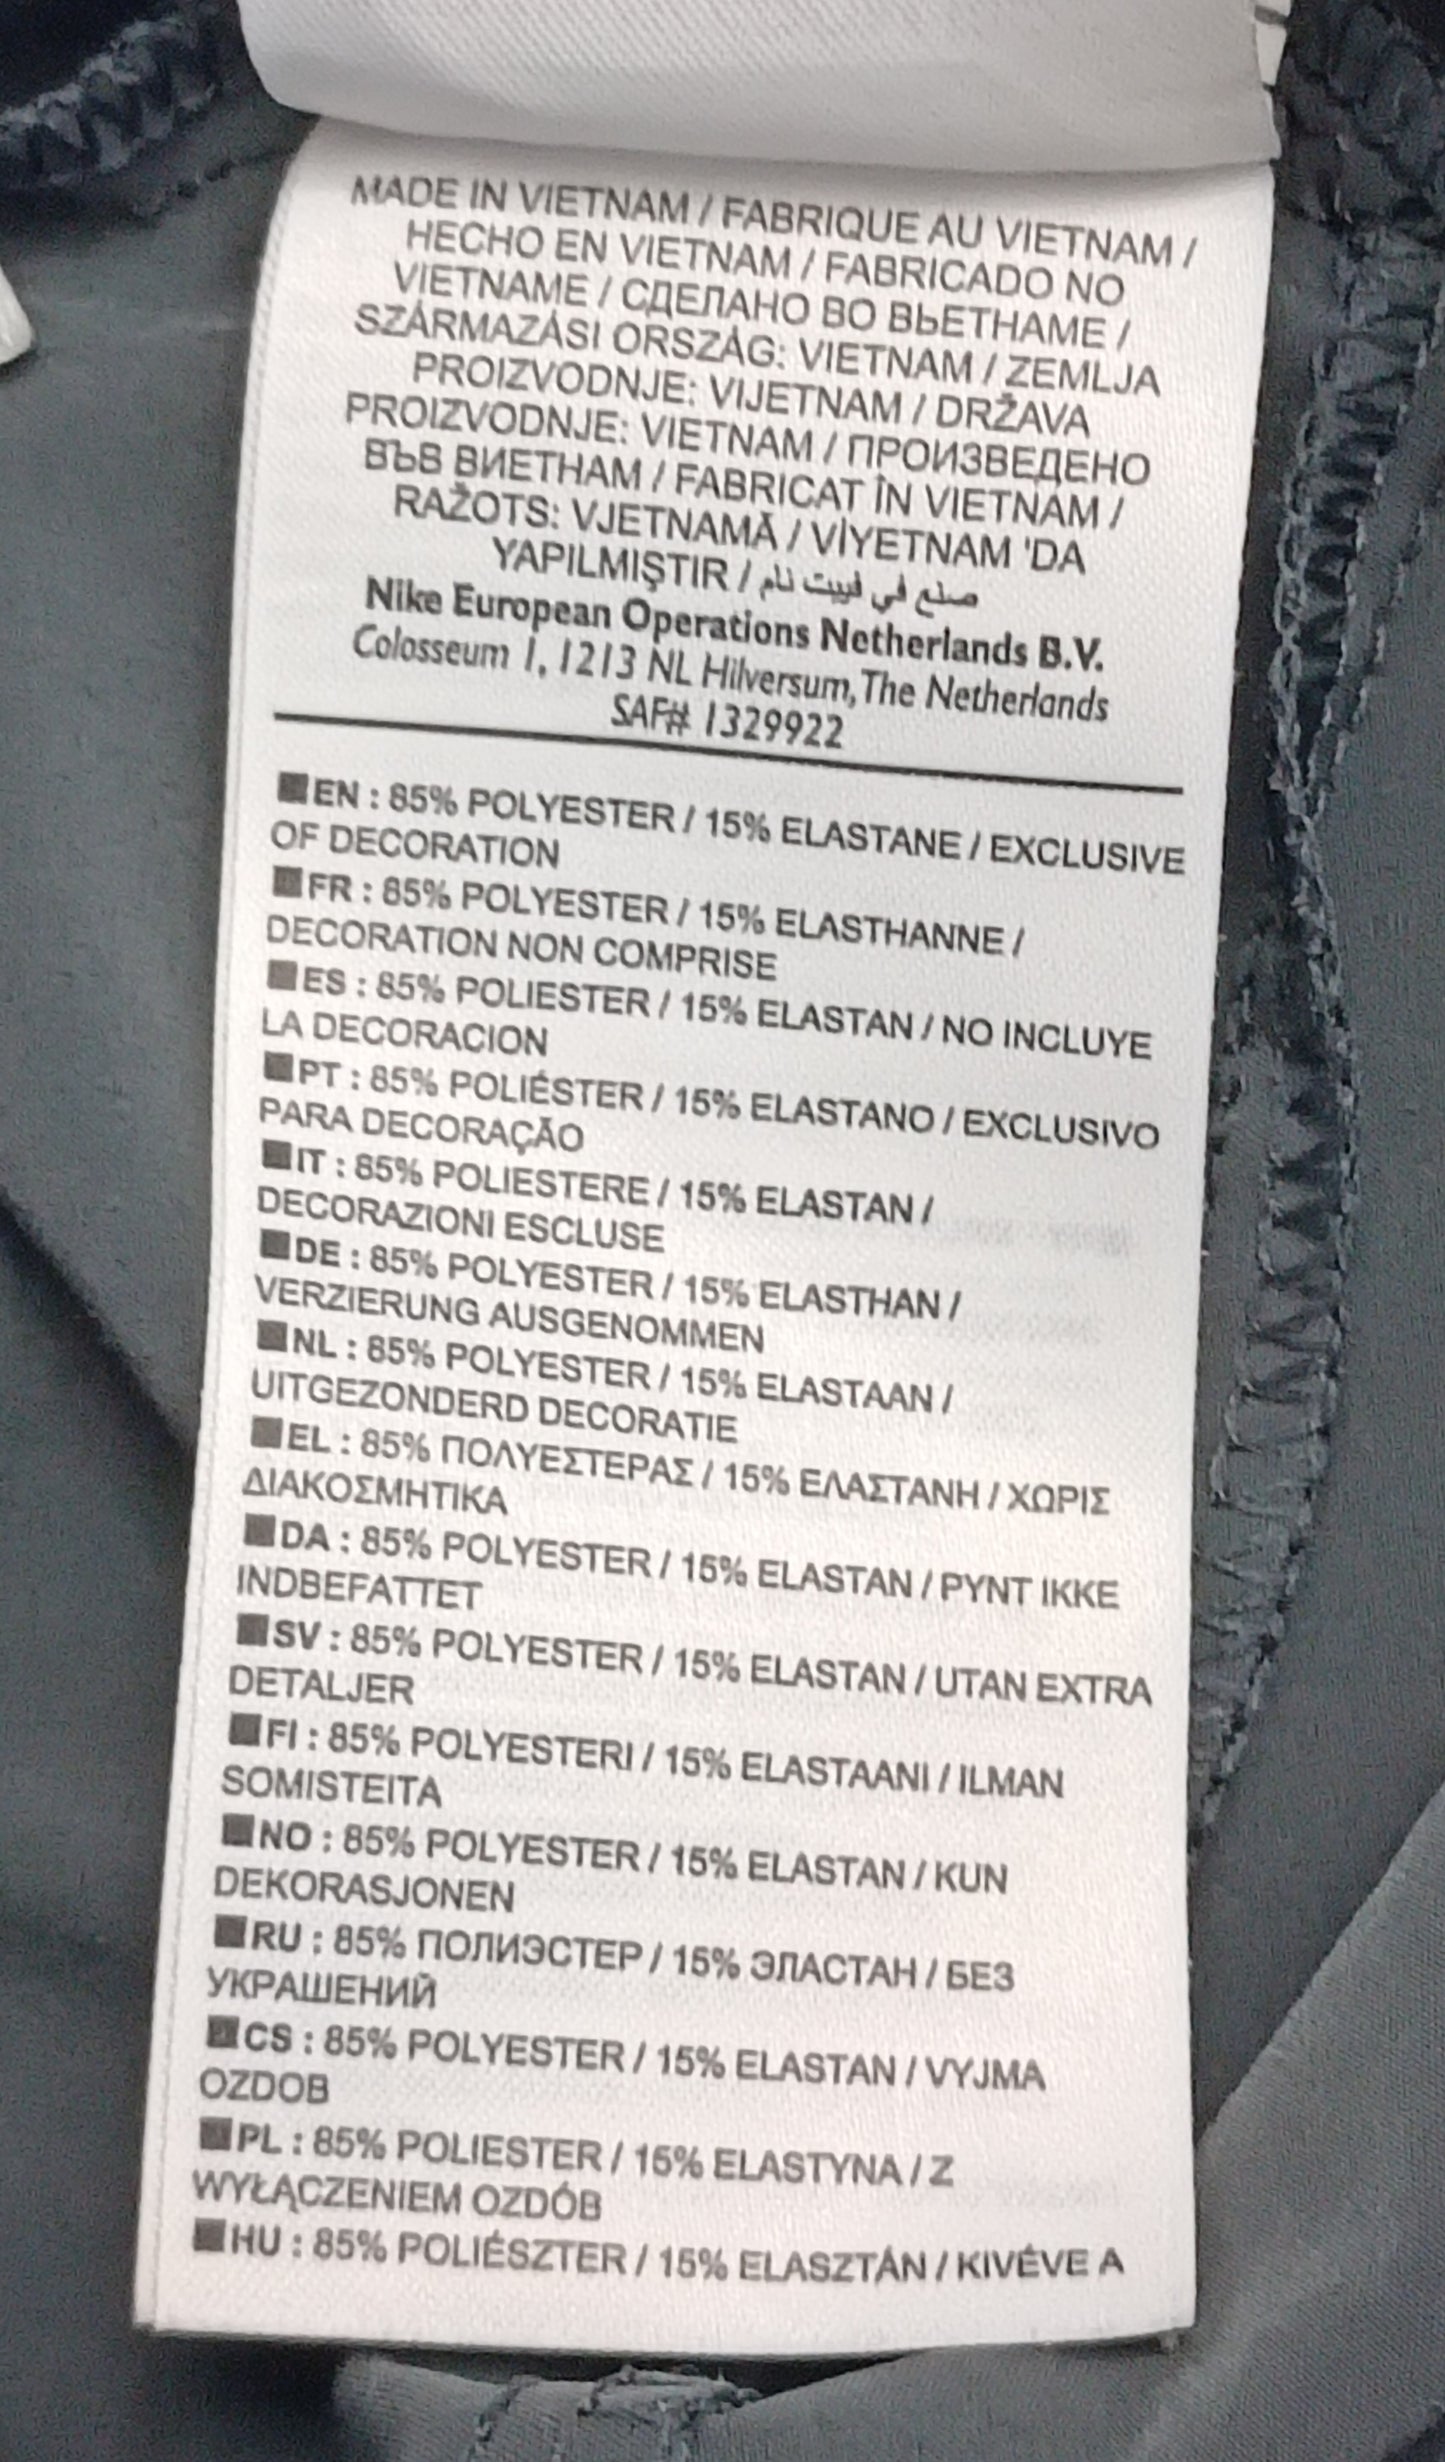 MADE IN VIETNAM / FABRIQUE AU VIETNAM /
HECHO EN VIETNAM / FABRICADO NO
VIETNAME / СДЕЛАНО ВО ВЬЕТНАМЕ /
SZÁRMAZÁSI ORSZÁG: VIETNAM / ZEMLJA
PROIZVODNJE: VIJETNAM / DRŽAVA
PROIZVODNJE: VIETNAM / ПРОИЗВЕДЕНО
ВЪВ ВИЕТНАМ / FABRICAT ÎN VIETNAM /
RAŽOTS: VJETNAMĀ / VİYETNAM 'DA
YAPILMIŞTIR / صنع في فييت نام
Nike European Operations Netherlands B.V.
Colosseum 1, 1213 NL Hilversum, The Netherlands
SAF# 1329922
■EN : 85% POLYESTER / 15% ELASTANE / EXCLUSIVE
OF DECORATION
■FR : 85% POLYESTER / 15% ELASTHANNE /
DECORATION NON COMPRISE
■ES : 85% POLIESTER / 15% ELASTAN / NO INCLUYE
LA DECORACION
■PT : 85% POLIÉSTER / 15% ELASTANO / EXCLUSIVO
PARA DECORAÇÃO
■IT : 85% POLIESTERE / 15% ELASTAN /
DECORAZIONI ESCLUSE
■DE : 85% POLYESTER / 15% ELASTHAN /
VERZIERUNG AUSGENOMMEN
■NL : 85% POLYESTER / 15% ELASTAAN /
UITGEZONDERD DECORATIE
■EL : 85% ΠΟΛΥΕΣΤΕΡΑΣ / 15% ΕΛΑΣΤΑΝΗ / ΧΩΡΙΣ
ΔΙΑΚΟΣΜΗΤΙΚΑ
■DA : 85% POLYESTER / 15% ELASTAN / PYNT IKKE
INDBEFATTET
■SV : 85% POLYESTER / 15% ELASTAN / UTAN EXTRA
DETALJER
■FI : 85% POLYESTERI / 15% ELASTAANI / ILMAN
SOMISTEITA
■NO : 85% POLYESTER / 15% ELASTAN / KUN
DEKORASJONEN
■RU : 85% ПОЛИЭСТЕР / 15% ЭЛАСТАН / БЕЗ
УКРАШЕНИЙ
■CS : 85% POLYESTER / 15% ELASTAN / VYJMA
OZDOB
■PL : 85% POLIESTER / 15% ELASTYNA / Z
WYŁĄCZENIEM OZDÓB
■HU : 85% POLIÉSZTER / 15% ELASZTÁN / KIVÉVE A